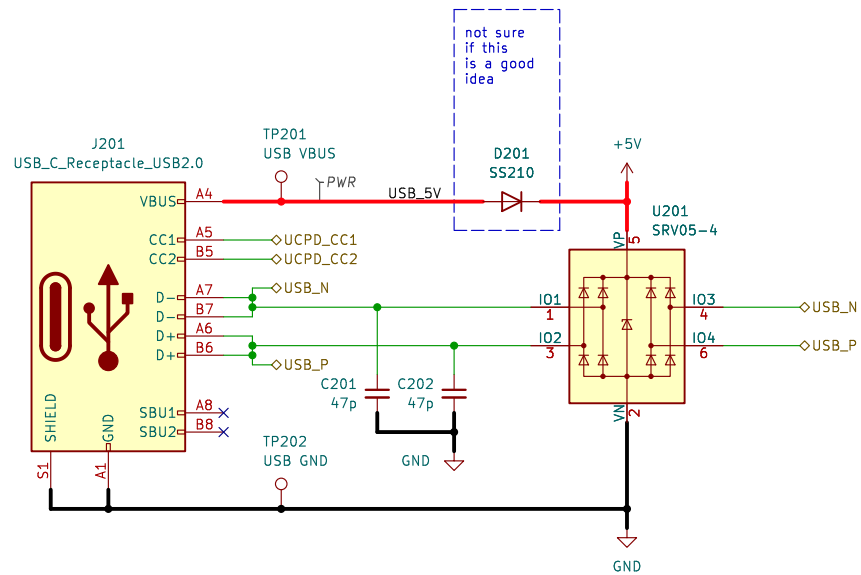 not sure
if this
is a good
idea
J201
USB_C_Receptacle_USB2.0
TP201
USB VBUS
PWR
USB_5V
D201
SS210
+5V
U201
SRV05-4
VBUS
A4
CC1
A5
UCPD_CC1
CC2
B5
UCPD_CC2
D-
A7
USB_N
D-
B7
D+
A6
D+
B6
USB_P
SBU1
A8
SBU2
B8
SHIELD
S1
GND
A1
VP
5
IO1
1
IO2
3
IO3
4
IO4
6
VN
2
USB_N
USB_P
C201
47p
C202
47p
GND
TP202
USB GND
GND